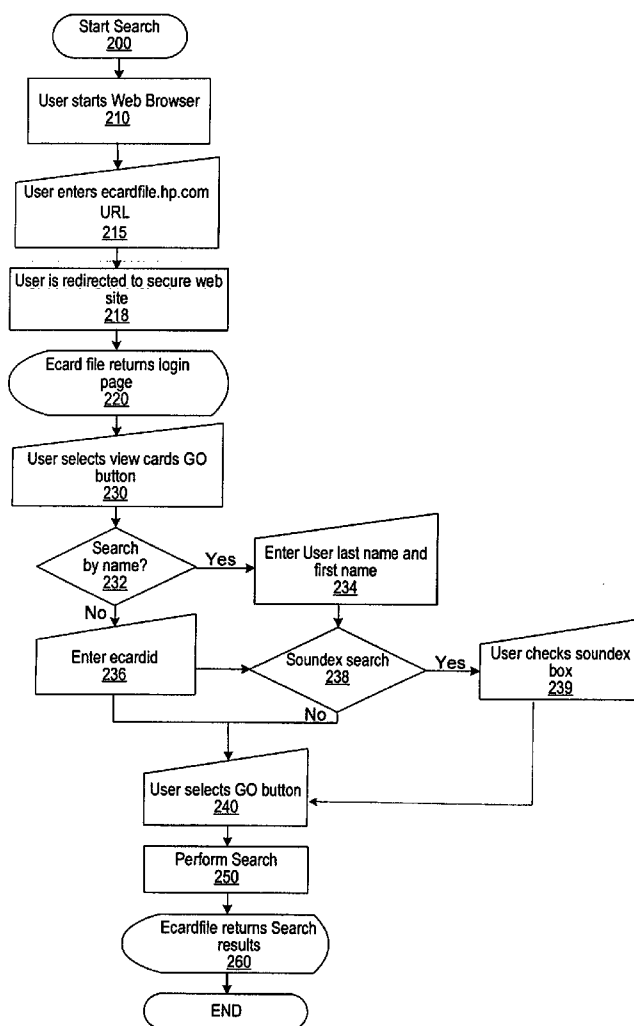 Start Search
200
User starts Web Browser
210
User enters ecardfile.hp.com
URL
215
User is redirected to secure web
site
218
Ecard file returns login
page
220
User selects view cards GO
button
230
Search
by name?
232
Yes
Enter User last name and
first name
234
No
Enter ecardid
236
Soundex search
238
Yes
User checks soundex
box
239
No
User selects GO button
240
Perform Search
250
Ecardfile returns Search
results
260
END